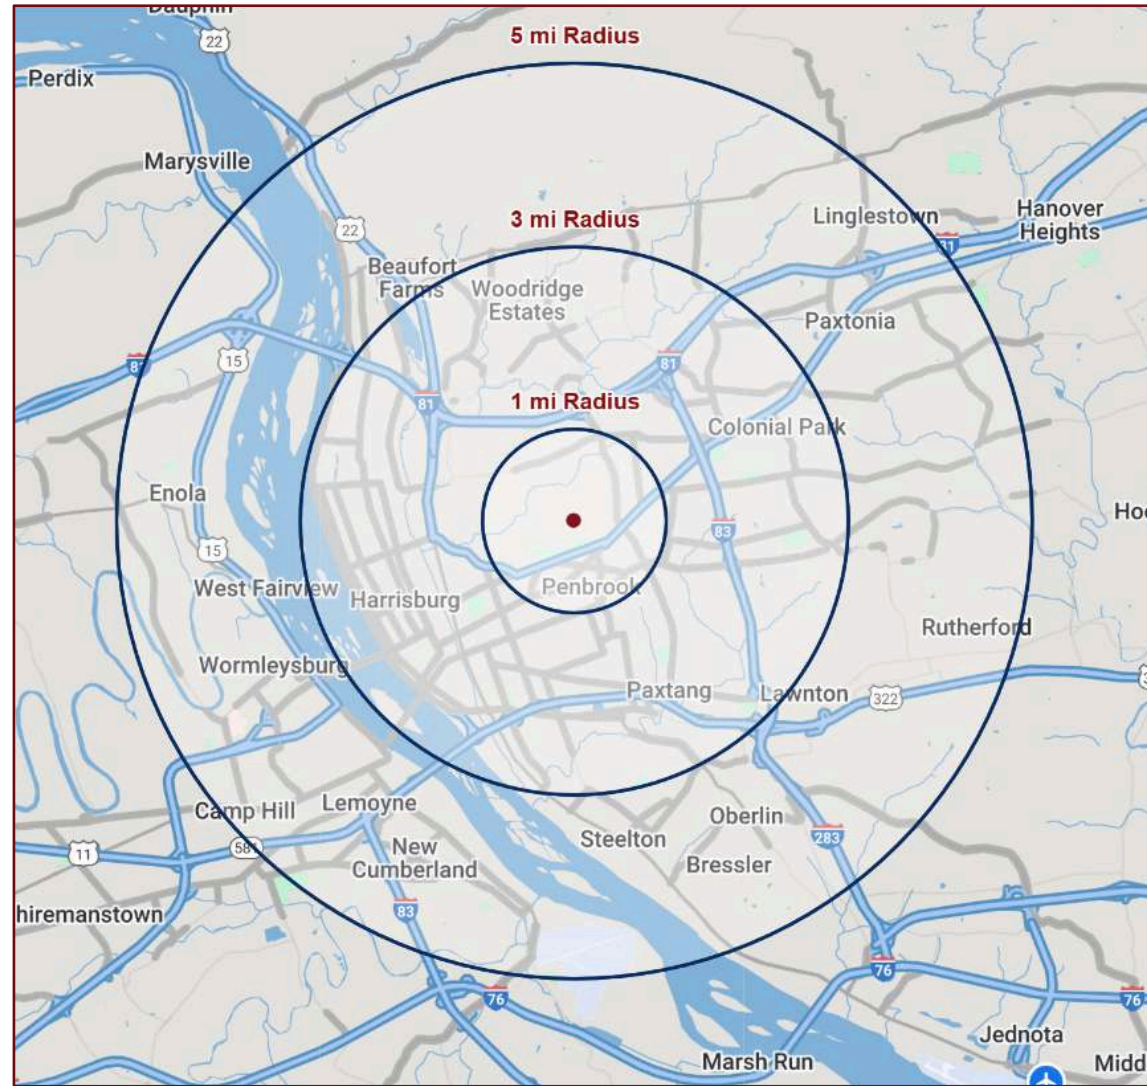 Dauphin
22
5 mi Radius
Perdix
Marysville
3 mi Radius
Linglestown
Hanover
Heights
22
81
Beaufort
Farms
Woodridge
Estates
Paxtonia
15
81
81
1 mi Radius
81
Colonial Park
Enola
Hoo
15
83
West Fairview
Harrisburg
Penbrook
Rutherford
Wormleysburg
Paxtang
Lawnton
322
Camp Hill
Lemoyne
Oberlin
Steelton
283
11
581
New
Cumberland
Bressler
hiremanstown
83
76
76
76
Jednota
Marsh Run
Midd